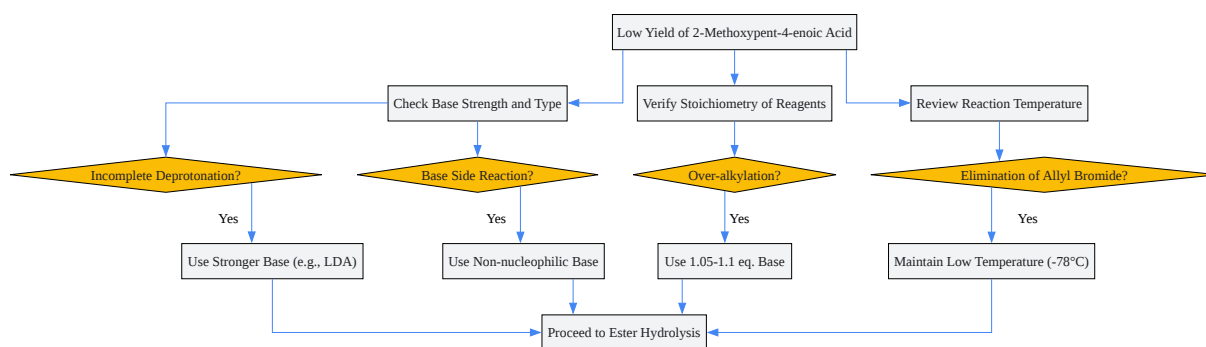 Low Yield of 2-Methoxypent-4-enoic Acid
Check Base Strength and Type
Verify Stoichiometry of Reagents
Review Reaction Temperature
Incomplete Deprotonation?
Base Side Reaction?
Over-alkylation?
Elimination of Allyl Bromide?
Yes
Yes
Yes
Yes
Use Stronger Base (e.g., LDA)
Use Non-nucleophilic Base
Use 1.05-1.1 eq. Base
Maintain Low Temperature (-78°C)
Proceed to Ester Hydrolysis